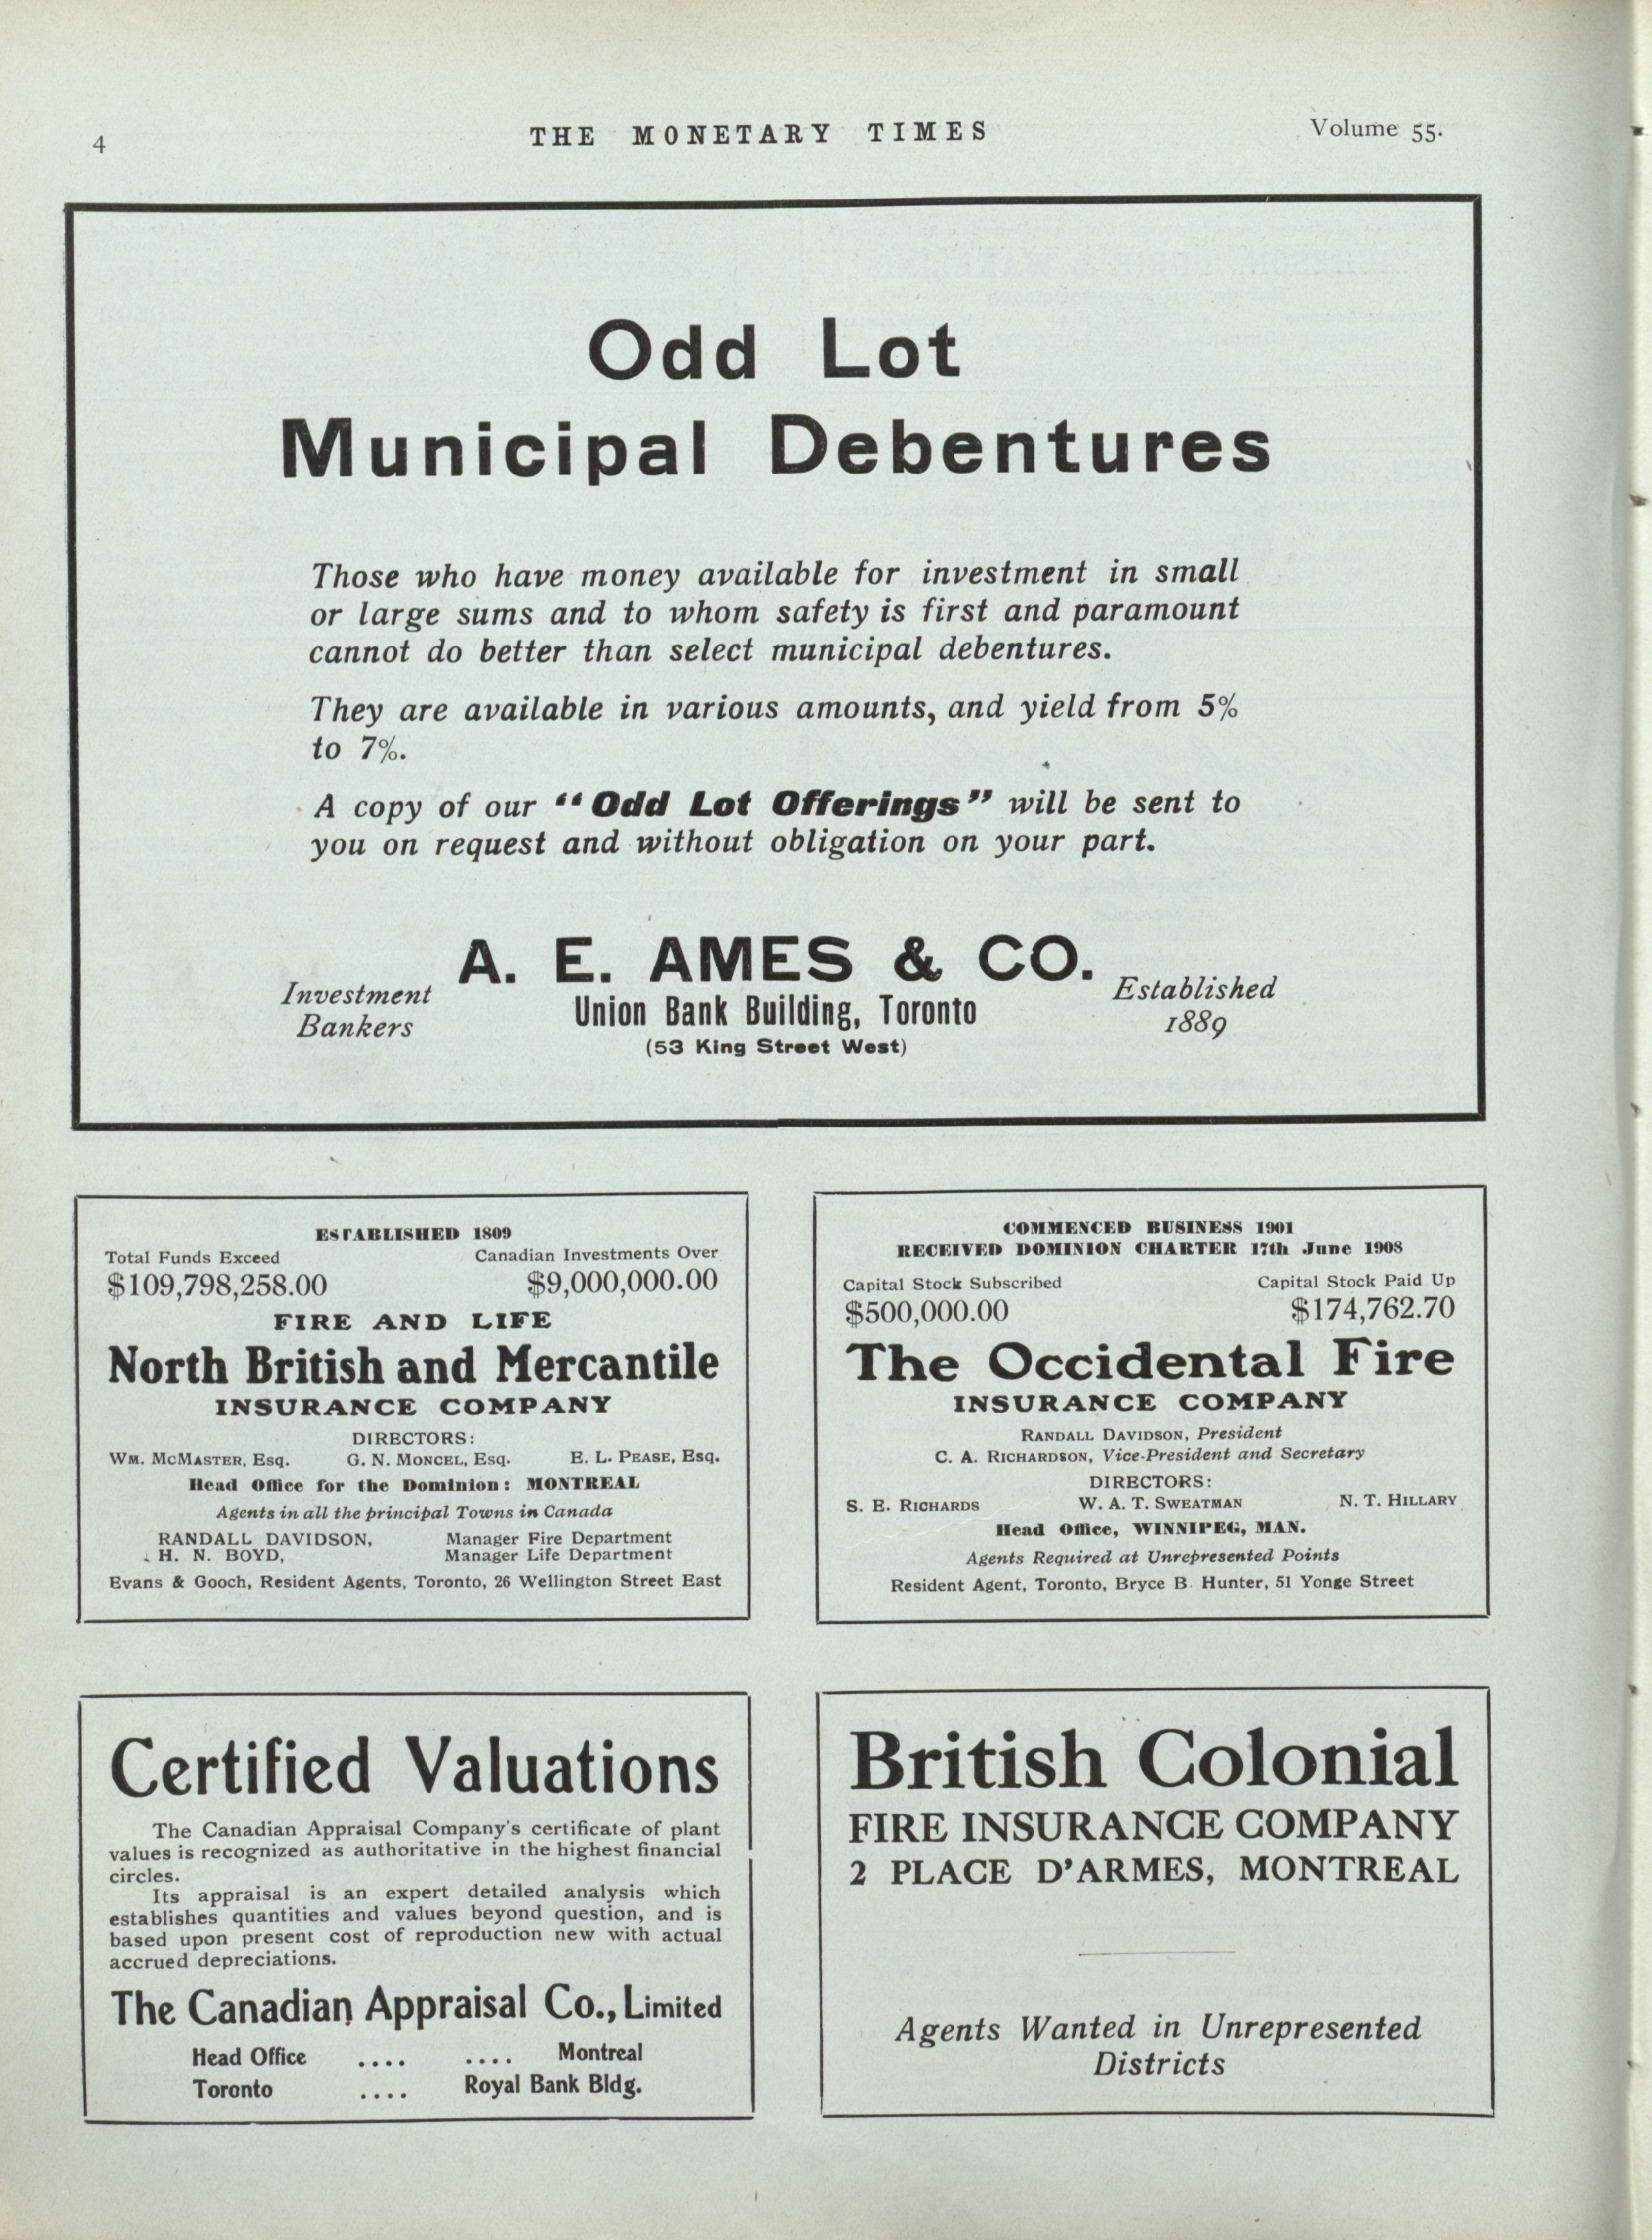 4
THE MONETARY TIMES
Volume 55.
Odd Lot
Municipal Debentures
Those who have money available for investment in small
or large sums and to whom safety is first and paramount
cannot do better than select municipal debentures.
They are available in various amounts, and yield from 5%
to 7%.
A copy of our “Odd Lot Offerings” will be sent to
you on request and without obligation on your part.
A. E. AMES & CO.
Investment
Bankers
Union Bank Building, Toronto
(53 King Street West)
Established
1889
ESTABLISHED 1809
Total Funds Exceed
Canadian Investments Over
$109,798,258.00
$9,000,000.00
FIRE AND LIFE
North British and Mercantile
INSURANCE COMPANY
DIRECTORS:
WM. MCMASTER, Esq. G. N. MONCEL, Esq. E. L. PEASE, Esq.
Head Office for the Dominion: MONTREAL
Agents in all the principal Towns in Canada
RANDALL DAVIDSON, Manager Fire Department
H. N. BOYD, Manager Life Department
Evans & Gooch, Resident Agents, Toronto, 26 Wellington Street East
COMMENCED BUSINESS 1901
RECEIVED DOMINION CHARTER 17th June 1908
Capital Stock Subscribed
Capital Stock Paid Up
$500,000.00
$174,762.70
The Occidental Fire
INSURANCE COMPANY
RANDALL DAVIDSON, President
C. A. RICHARDSON, Vice-President and Secretary
DIRECTORS:
S. E. RICHARDS W. A. T. SWEATMAN N. T. HILLARY
Head Office, WINNIPEG, MAN.
Agents Required at Unrepresented Points
Resident Agent, Toronto, Bryce B. Hunter, 51 Yonge Street
Certified Valuations
The Canadian Appraisal Company's certificate of plant
values is recognized as authoritative in the highest financial
circles.
Its appraisal is an expert detailed analysis which
establishes quantities and values beyond question, and is
based upon present cost of reproduction new with actual
accrued depreciations.
The Canadian Appraisal Co., Limited
Head Office .... .... Montreal
Toronto .... Royal Bank Bldg.
British Colonial
FIRE INSURANCE COMPANY
2 PLACE D'ARMES, MONTREAL
Agents Wanted in Unrepresented
Districts